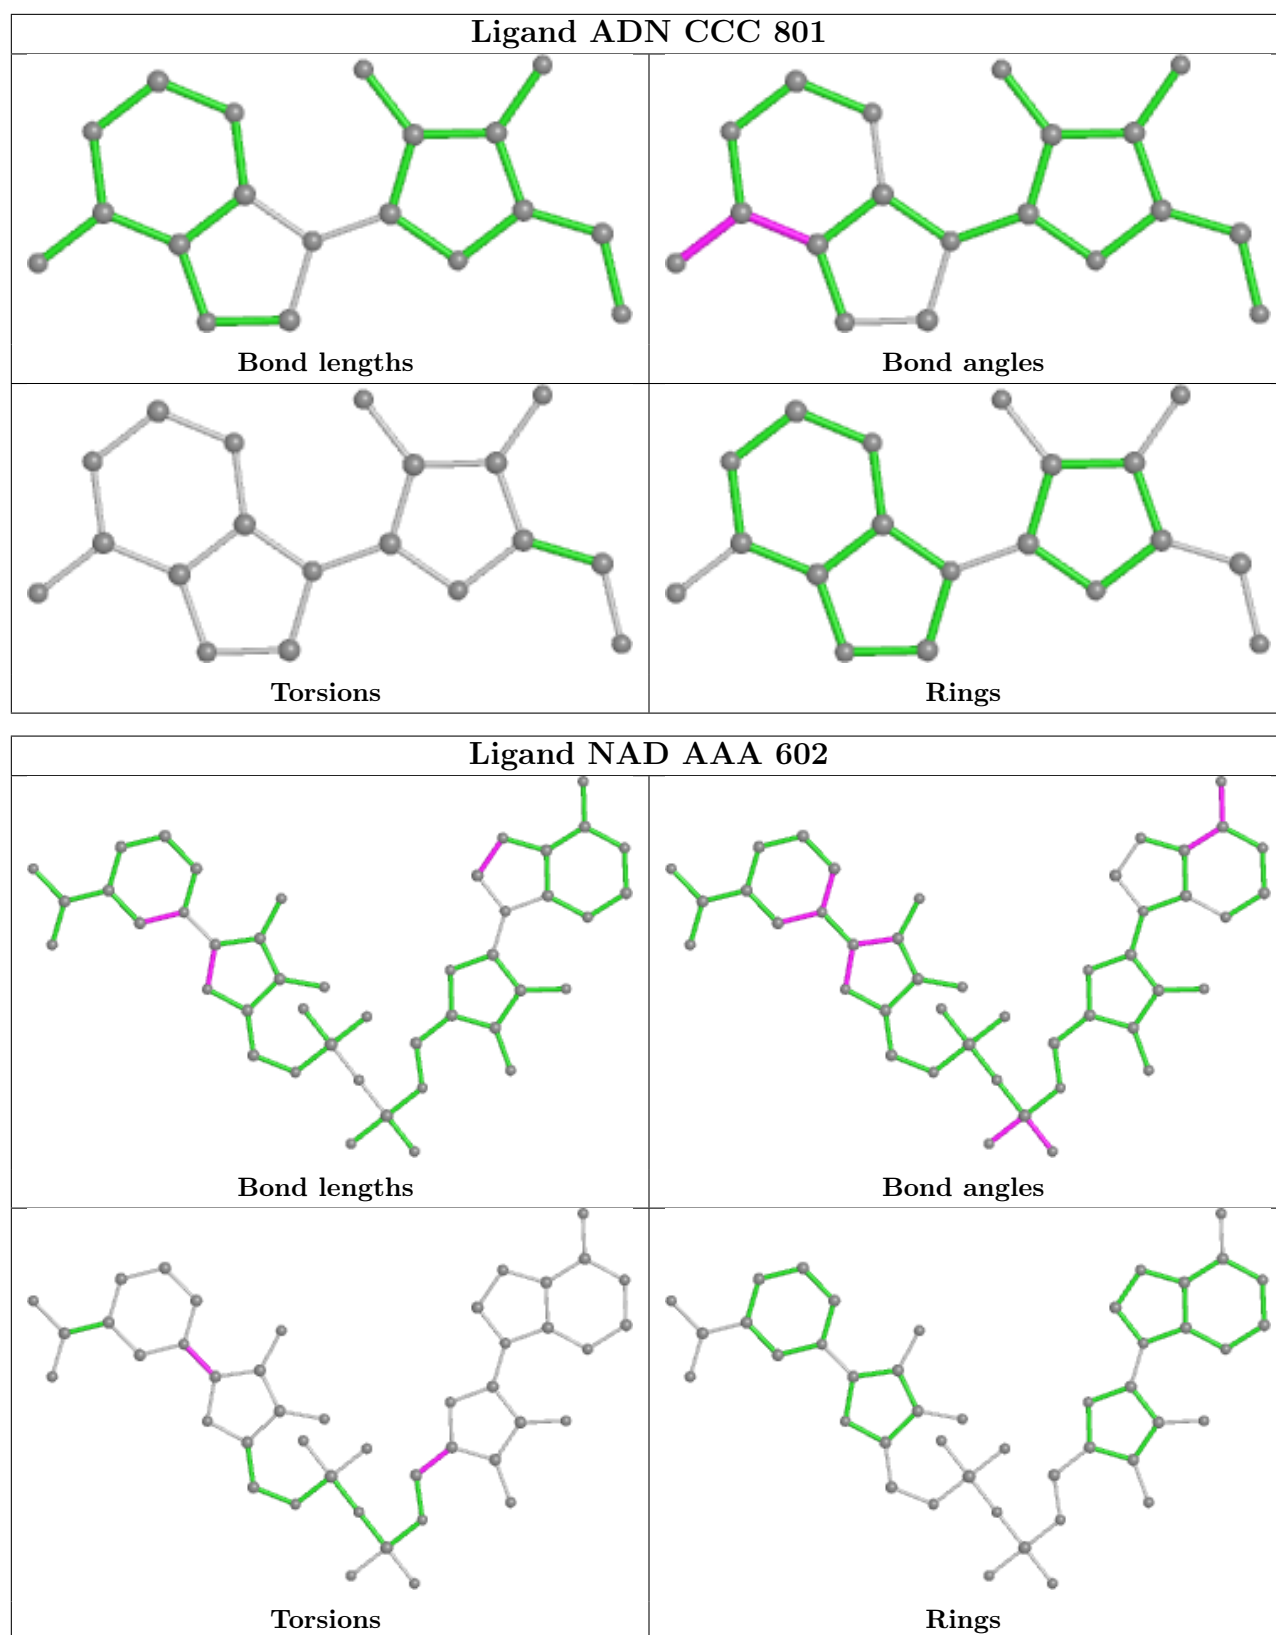 Ligand ADN CCC 801
Bond lengths
Bond angles
Torsions
Rings
Ligand NAD AAA 602
Bond lengths
Bond angles
Torsions
Rings